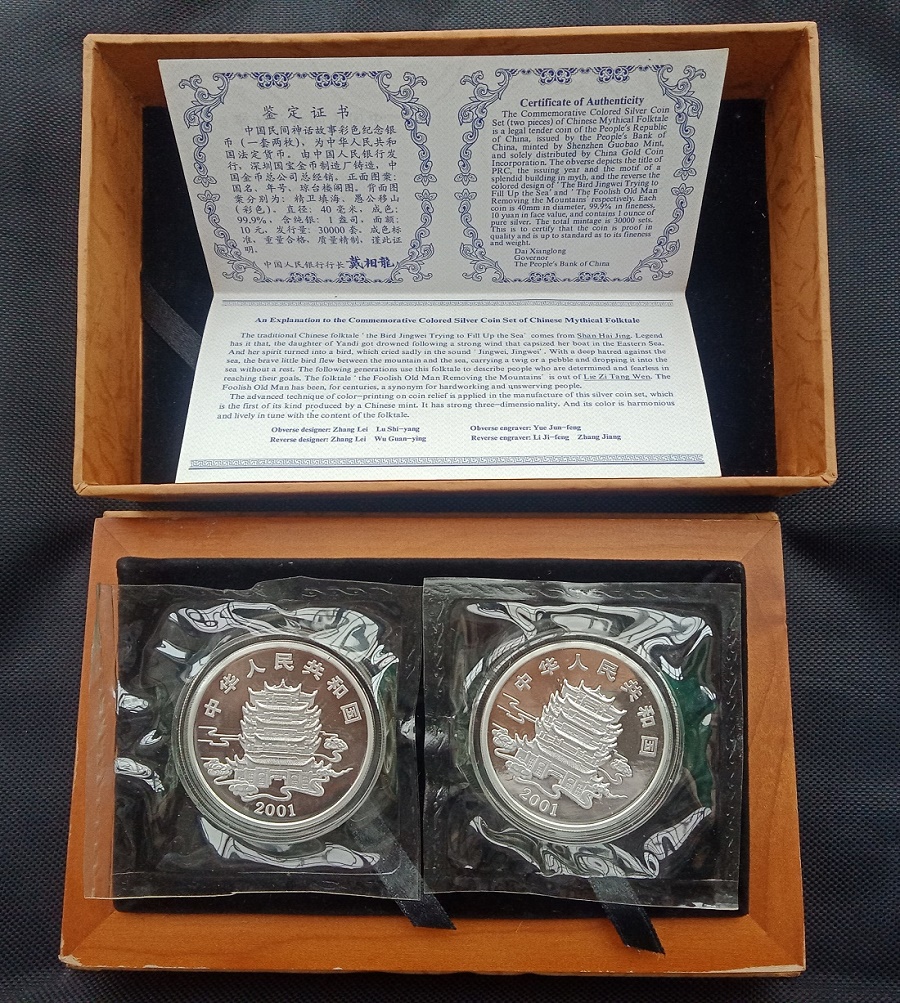 鉴定证书
中国民间神话故事彩色纪念银
币（一套两枚），为中华人民共和
国法定货币。由中国人民银行发
行，深圳国宝金币制造厂铸造，中
国金币总公司总经销。正面图案：
国名、年号、琼台楼阁图。背面图
案分别为：精卫填海、愚公移山
（彩色）。直径：40毫米，成色：
99.9%，含纯银：1盎司。面额：
10元，发行量：30000套。成色标
准，重量合格，质量精制，谨此证
明。
中国人民银行行长 戴相龙
Certificate of Authenticity
The Commemorative Colored Silver Coin
Set (two pieces) of Chinese Mythical Folktale
is a legal tender coin of the People's Republic
of China, issued by the People's Bank of
China, minted by Shenzhen Guobao Mint,
and solely distributed by China Gold Coin
Incorporation. The obverse depicts the title of
PRC, the issuing year and the motif of a
splendid building in myth, and the reverse the
colored design of 'The Bird Jingwei Trying to
Fill Up the Sea' and 'The Foolish Old Man
Removing the Mountains' respectively. Each
coin is 40mm in diameter, 99.9% in fineness,
10 yuan in face value, and contains 1 ounce of
pure silver. The total mintage is 30000 sets.
This is to certify that the coin is proof in
quality and is up to standard as to its fineness
and weight.
Dai Xianglong
Governor
The People's Bank of China
An Explanation to the Commemorative Colored Silver Coin Set of Chinese Mythical Folktale
The traditional Chinese folktale 'the Bird Jingwei Trying to Fill Up the Sea' comes from Shan Hai Jing. Legend
has it that, the daughter of Yandi got drowned following a strong wind that capsized her boat in the Eastern Sea.
And her spirit turned into a bird, which cried sadly in the sound 'Jingwei, Jingwei'. With a deep hatred against the
sea, the brave little bird flew between the mountain and the sea, carrying a twig or a pebble and dropping it into the
sea without a rest. The following generations use this folktale to describe people who are determined and fearless in
reaching their goals. The folktale 'the Foolish Old Man Removing the Mountains' is out of Lie Zi Tang Wen. The
Foolish Old Man has been, for centuries, a synonym for hardworking and unswerving people.
The advanced technique of color-printing on coin relief is applied in the manufacture of this silver coin set, which
is the first of its kind produced by a Chinese mint. It has strong three-dimensionality. And its color is harmonious
and lively in tune with the content of the folktale.
Obverse designer: Zhang Lei Lu Shi-yang
Obverse engraver: Yue Jun-feng
Reverse designer: Zhang Lei Wu Guan-ying
Reverse engraver: Li Ji-feng Zhang Jiang
中华人民共和国
2001
中华人民共和国
2001